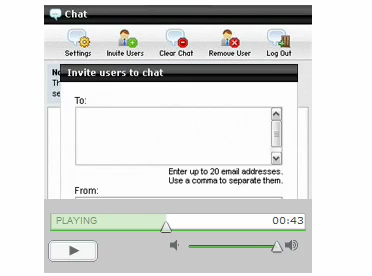 Chat
Settings Invite Users Clear Chat Remove User Log Out
Invite users to chat
To:
Enter up to 20 email addresses.
Use a comma to separate them.
From:
PLAYING 00:43